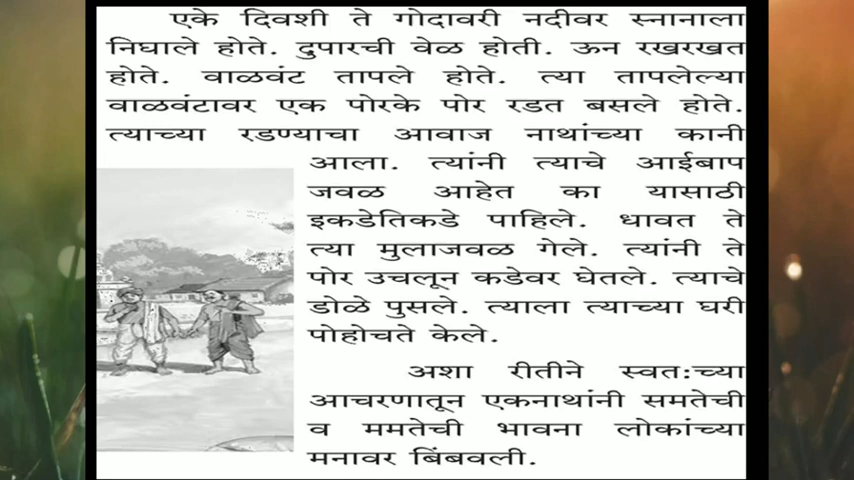 एके दिवशी ते गोदावरी नदीवर स्नानाला
निघाले होते. दुपारची वेळ होती. ऊन रखरखत
होते. वाळवंट तापले होते. त्या तापलेल्या
वाळवंटावर एक पोरके पोर रडत बसले होते.
त्याच्या रडण्याचा आवाज नाथांच्या कानी
आला. त्यांनी त्याचे आईबाप
जवळ आहेत का यासाठी
इकडेतिकडे पाहिले. धावत ते
त्या मुलाजवळ गेले. त्यांनी ते
पोर उचलून कडेवर घेतले. त्याचे
डोळे पुसले. त्याला त्याच्या घरी
पोहोचते केले.
अशा रीतीने स्वत:च्या
आचरणातून एकनाथांनी समतेची
व ममतेची भावना लोकांच्या
मनावर बिंबवली.